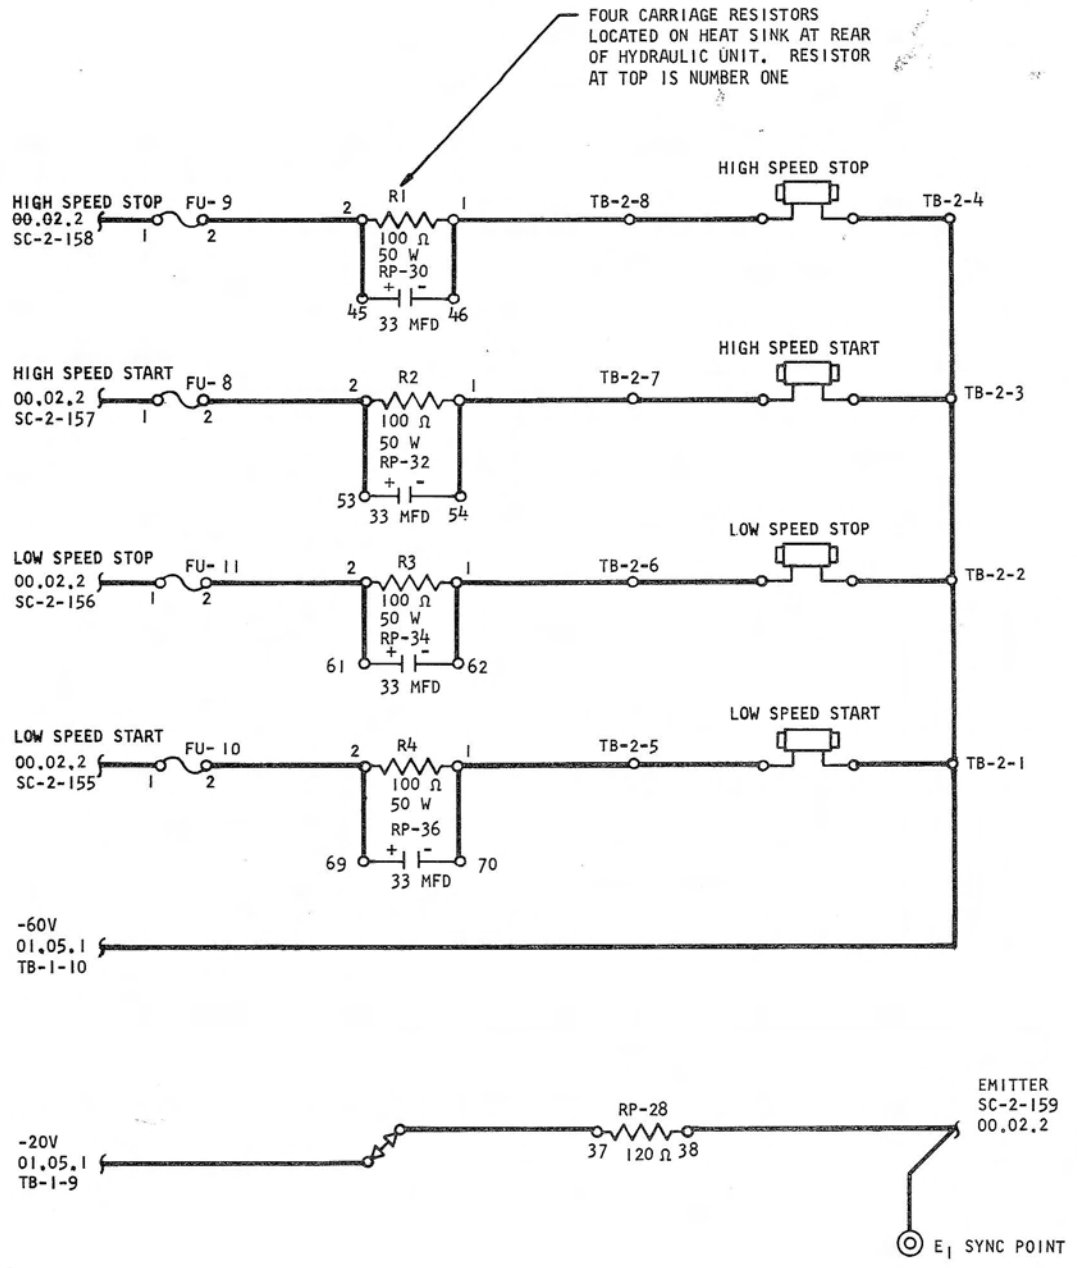 FOUR CARRIAGE RESISTORS
LOCATED ON HEAT SINK AT REAR
OF HYDRAULIC UNIT. RESISTOR
AT TOP IS NUMBER ONE
HIGH SPEED STOP
00.02.2
SC-2-158
FU-9
1
2
2
R1
1
100 Ω
50 W
RP-30
+ -
45
46
33 MFD
TB-2-8
HIGH SPEED STOP
TB-2-4
HIGH SPEED START
00.02.2
SC-2-157
FU-8
1
2
2
R2
1
100 Ω
50 W
RP-32
+ -
53
54
33 MFD
TB-2-7
HIGH SPEED START
TB-2-3
LOW SPEED STOP
00.02.2
SC-2-156
FU-11
1
2
2
R3
1
100 Ω
50 W
RP-34
+ -
61
62
33 MFD
TB-2-6
LOW SPEED STOP
TB-2-2
LOW SPEED START
00.02.2
SC-2-155
FU-10
1
2
2
R4
1
100 Ω
50 W
RP-36
+ -
69
70
33 MFD
TB-2-5
LOW SPEED START
TB-2-1
-60V
01.05.1
TB-1-10
-20V
01.05.1
TB-1-9
RP-28
37
120 Ω
38
EMITTER
SC-2-159
00.02.2
E1 SYNC POINT